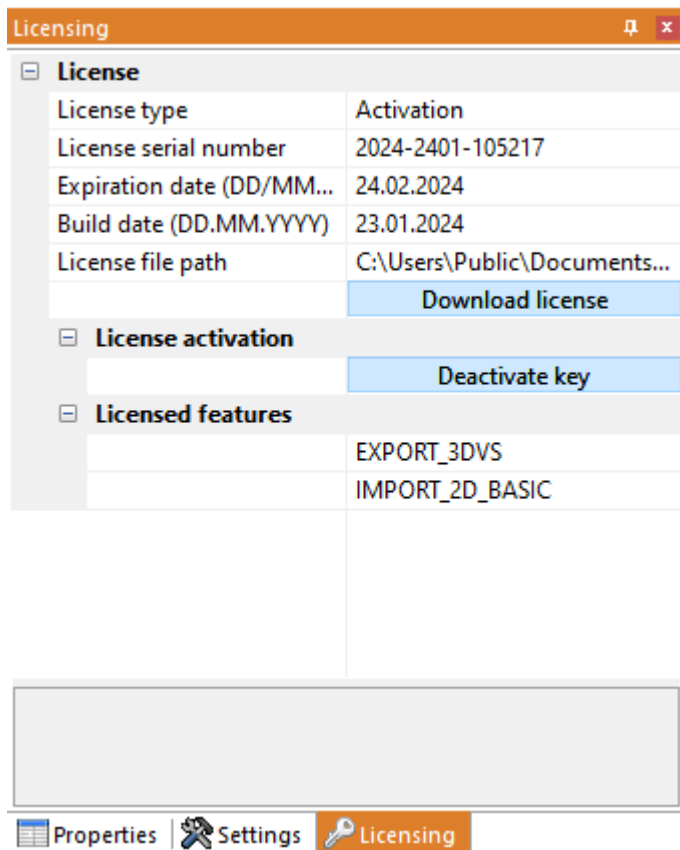 Licensing
License
License type Activation
License serial number 2024-2401-105217
Expiration date (DD/MM... 24.02.2024
Build date (DD.MM.YYYY) 23.01.2024
License file path C:\Users\Public\Documents...
Download license
License activation
Deactivate key
Licensed features
EXPORT_3DVS
IMPORT_2D_BASIC
Properties Settings Licensing